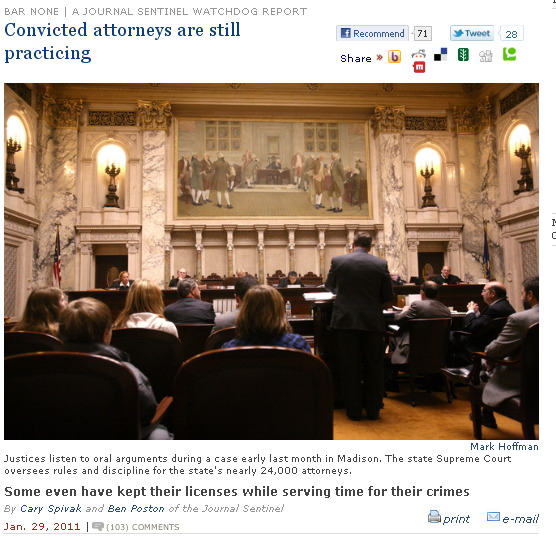 BAR NONE | A JOURNAL SENTINEL WATCHDOG REPORT
Convicted attorneys are still
practicing
Recommend 71
Tweet 28
Share »
Mark Hoffman
Justices listen to oral arguments during a case early last month in Madison. The state Supreme Court
oversees rules and discipline for the state's nearly 24,000 attorneys.
Some even have kept their licenses while serving time for their crimes
By Cary Spivak and Ben Poston of the Journal Sentinel
Jan. 29, 2011 | (103) COMMENTS
print
e-mail